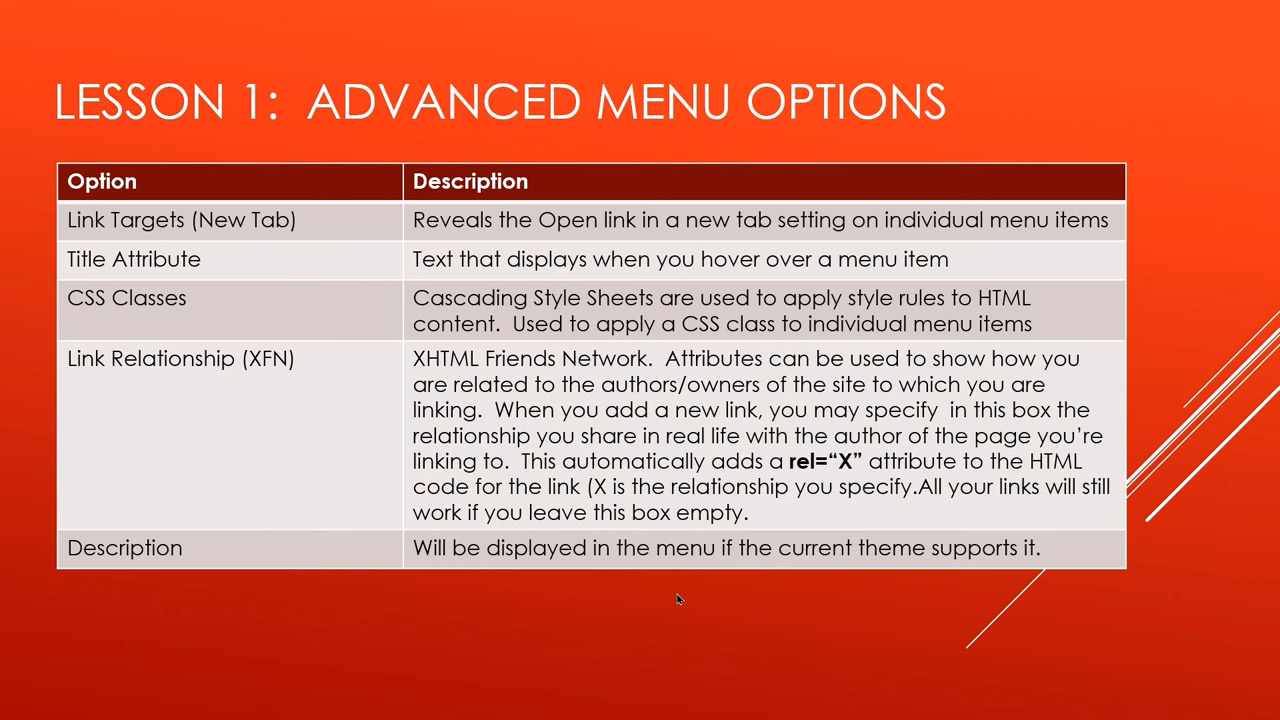 LESSON 1:  ADVANCED MENU OPTIONS
Option
Description
Link Targets (New Tab)
Reveals the Open link in a new tab setting on individual menu items
Title Attribute
Text that displays when you hover over a menu item
CSS Classes
Cascading Style Sheets are used to apply style rules to HTML
content.  Used to apply a CSS class to individual menu items
Link Relationship (XFN)
XHTML Friends Network.  Attributes can be used to show how you
are related to the authors/owners of the site to which you are
linking.  When you add a new link, you may specify  in this box the
relationship you share in real life with the author of the page you’re
linking to.  This automatically adds a rel=“X” attribute to the HTML
code for the link (X is the relationship you specify.All your links will still
work if you leave this box empty.
Description
Will be displayed in the menu if the current theme supports it.